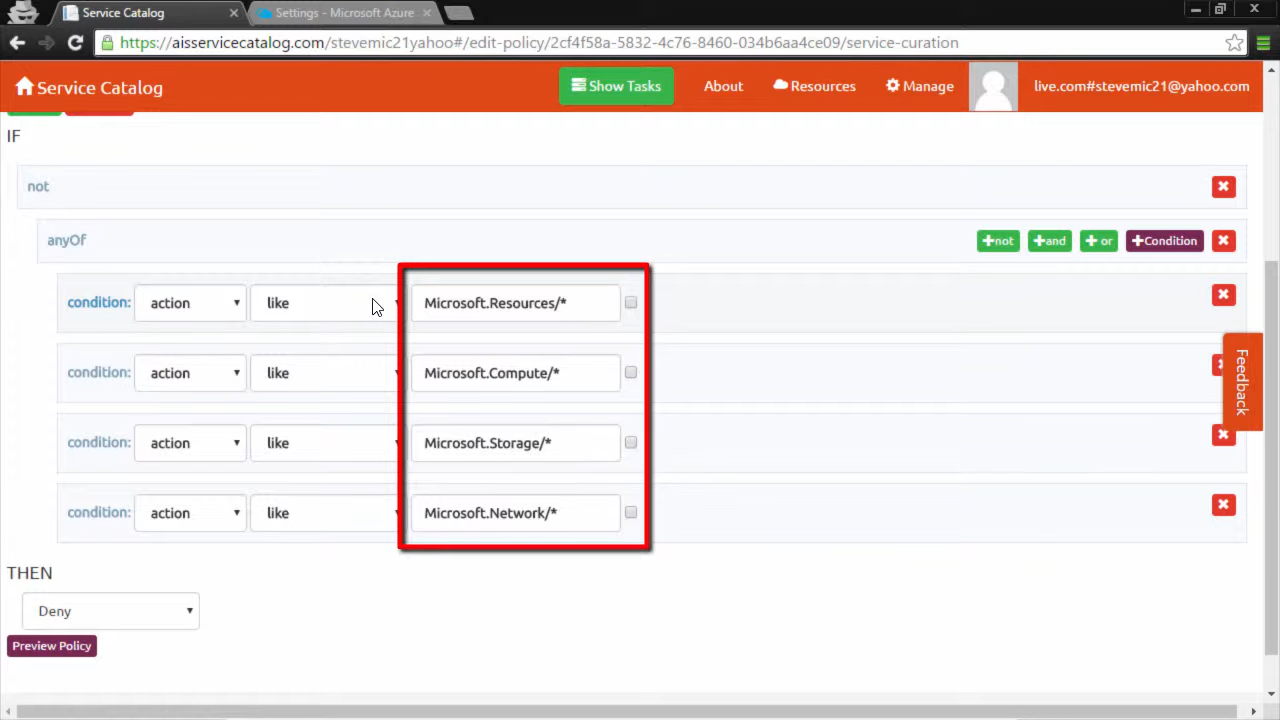 Service Catalog
Settings - Microsoft Azure
https://aisservicecatalog.com/stevemic21yahoo#/edit-policy/2cf4f58a-5832-4c76-8460-034b6aa4ce09/service-curation
Service Catalog Show Tasks About Resources Manage live.com#stevemic21@yahoo.com
IF
not
anyOf not and or Condition
condition: action like Microsoft.Resources/*
condition: action like Microsoft.Compute/*
condition: action like Microsoft.Storage/*
condition: action like Microsoft.Network/*
Feedback
THEN
Deny
Preview Policy